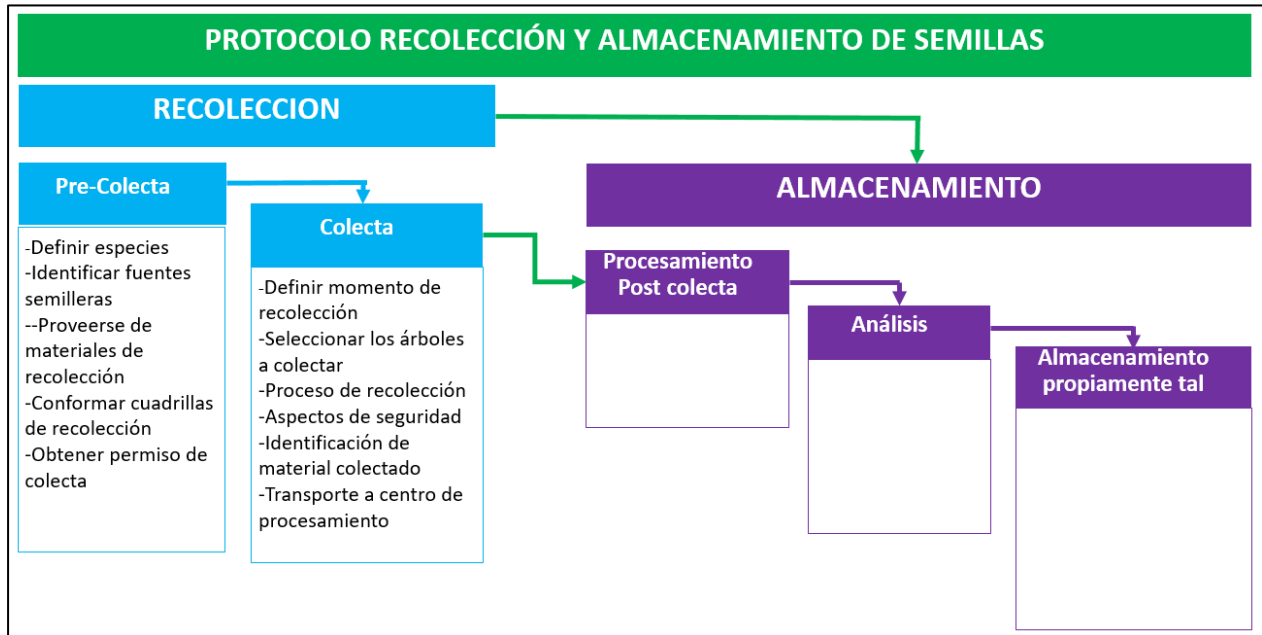 PROTOCOLO RECOLECCIÓN Y ALMACENAMIENTO DE SEMILLAS
RECOLECCION
Pre-Colecta
-Definir especies
-Identificar fuentes
semilleras
--Proveerse de
materiales de
recolección
-Conformar cuadrillas
de recolección
-Obtener permiso de
colecta
Colecta
-Definir momento de
recolección
-Seleccionar los árboles
a colectar
-Proceso de recolección
-Aspectos de seguridad
-Identificación de
material colectado
-Transporte a centro de
procesamiento
ALMACENAMIENTO
Procesamiento
Post colecta
Análisis
Almacenamiento
propiamente tal